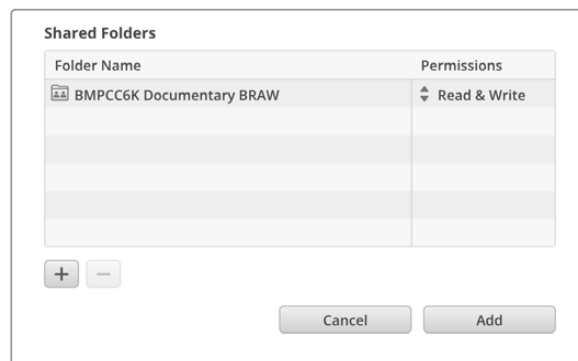 Shared Folders
Folder Name Permissions
BMPCC6K Documentary BRAW Read & Write
+ −
Cancel Add